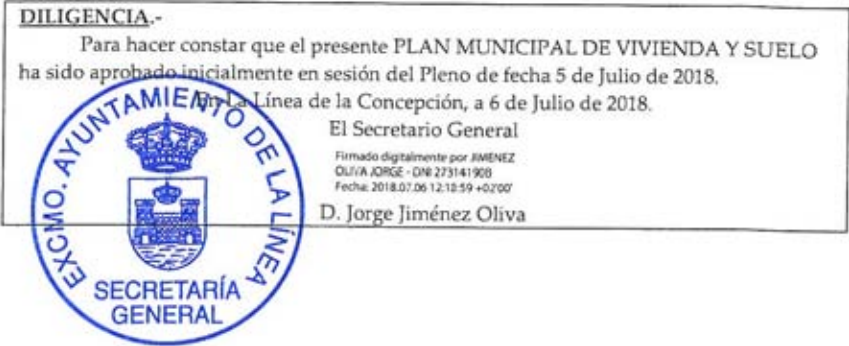 DILIGENCIA.-
Para hacer constar que el presente PLAN MUNICIPAL DE VIVIENDA Y SUELO
ha sido aprobado inicialmente en sesión del Pleno de fecha 5 de Julio de 2018.
En La Línea de la Concepción, a 6 de Julio de 2018.
El Secretario General
Firmado digitalmente por JIMENEZ
OLIVA JORGE - DNI 27314190B
Fecha: 2018.07.06 12:18:59 +02'00'
D. Jorge Jiménez Oliva
EXCMO. AYUNTAMIENTO DE LA LÍNEA
SECRETARÍA
GENERAL